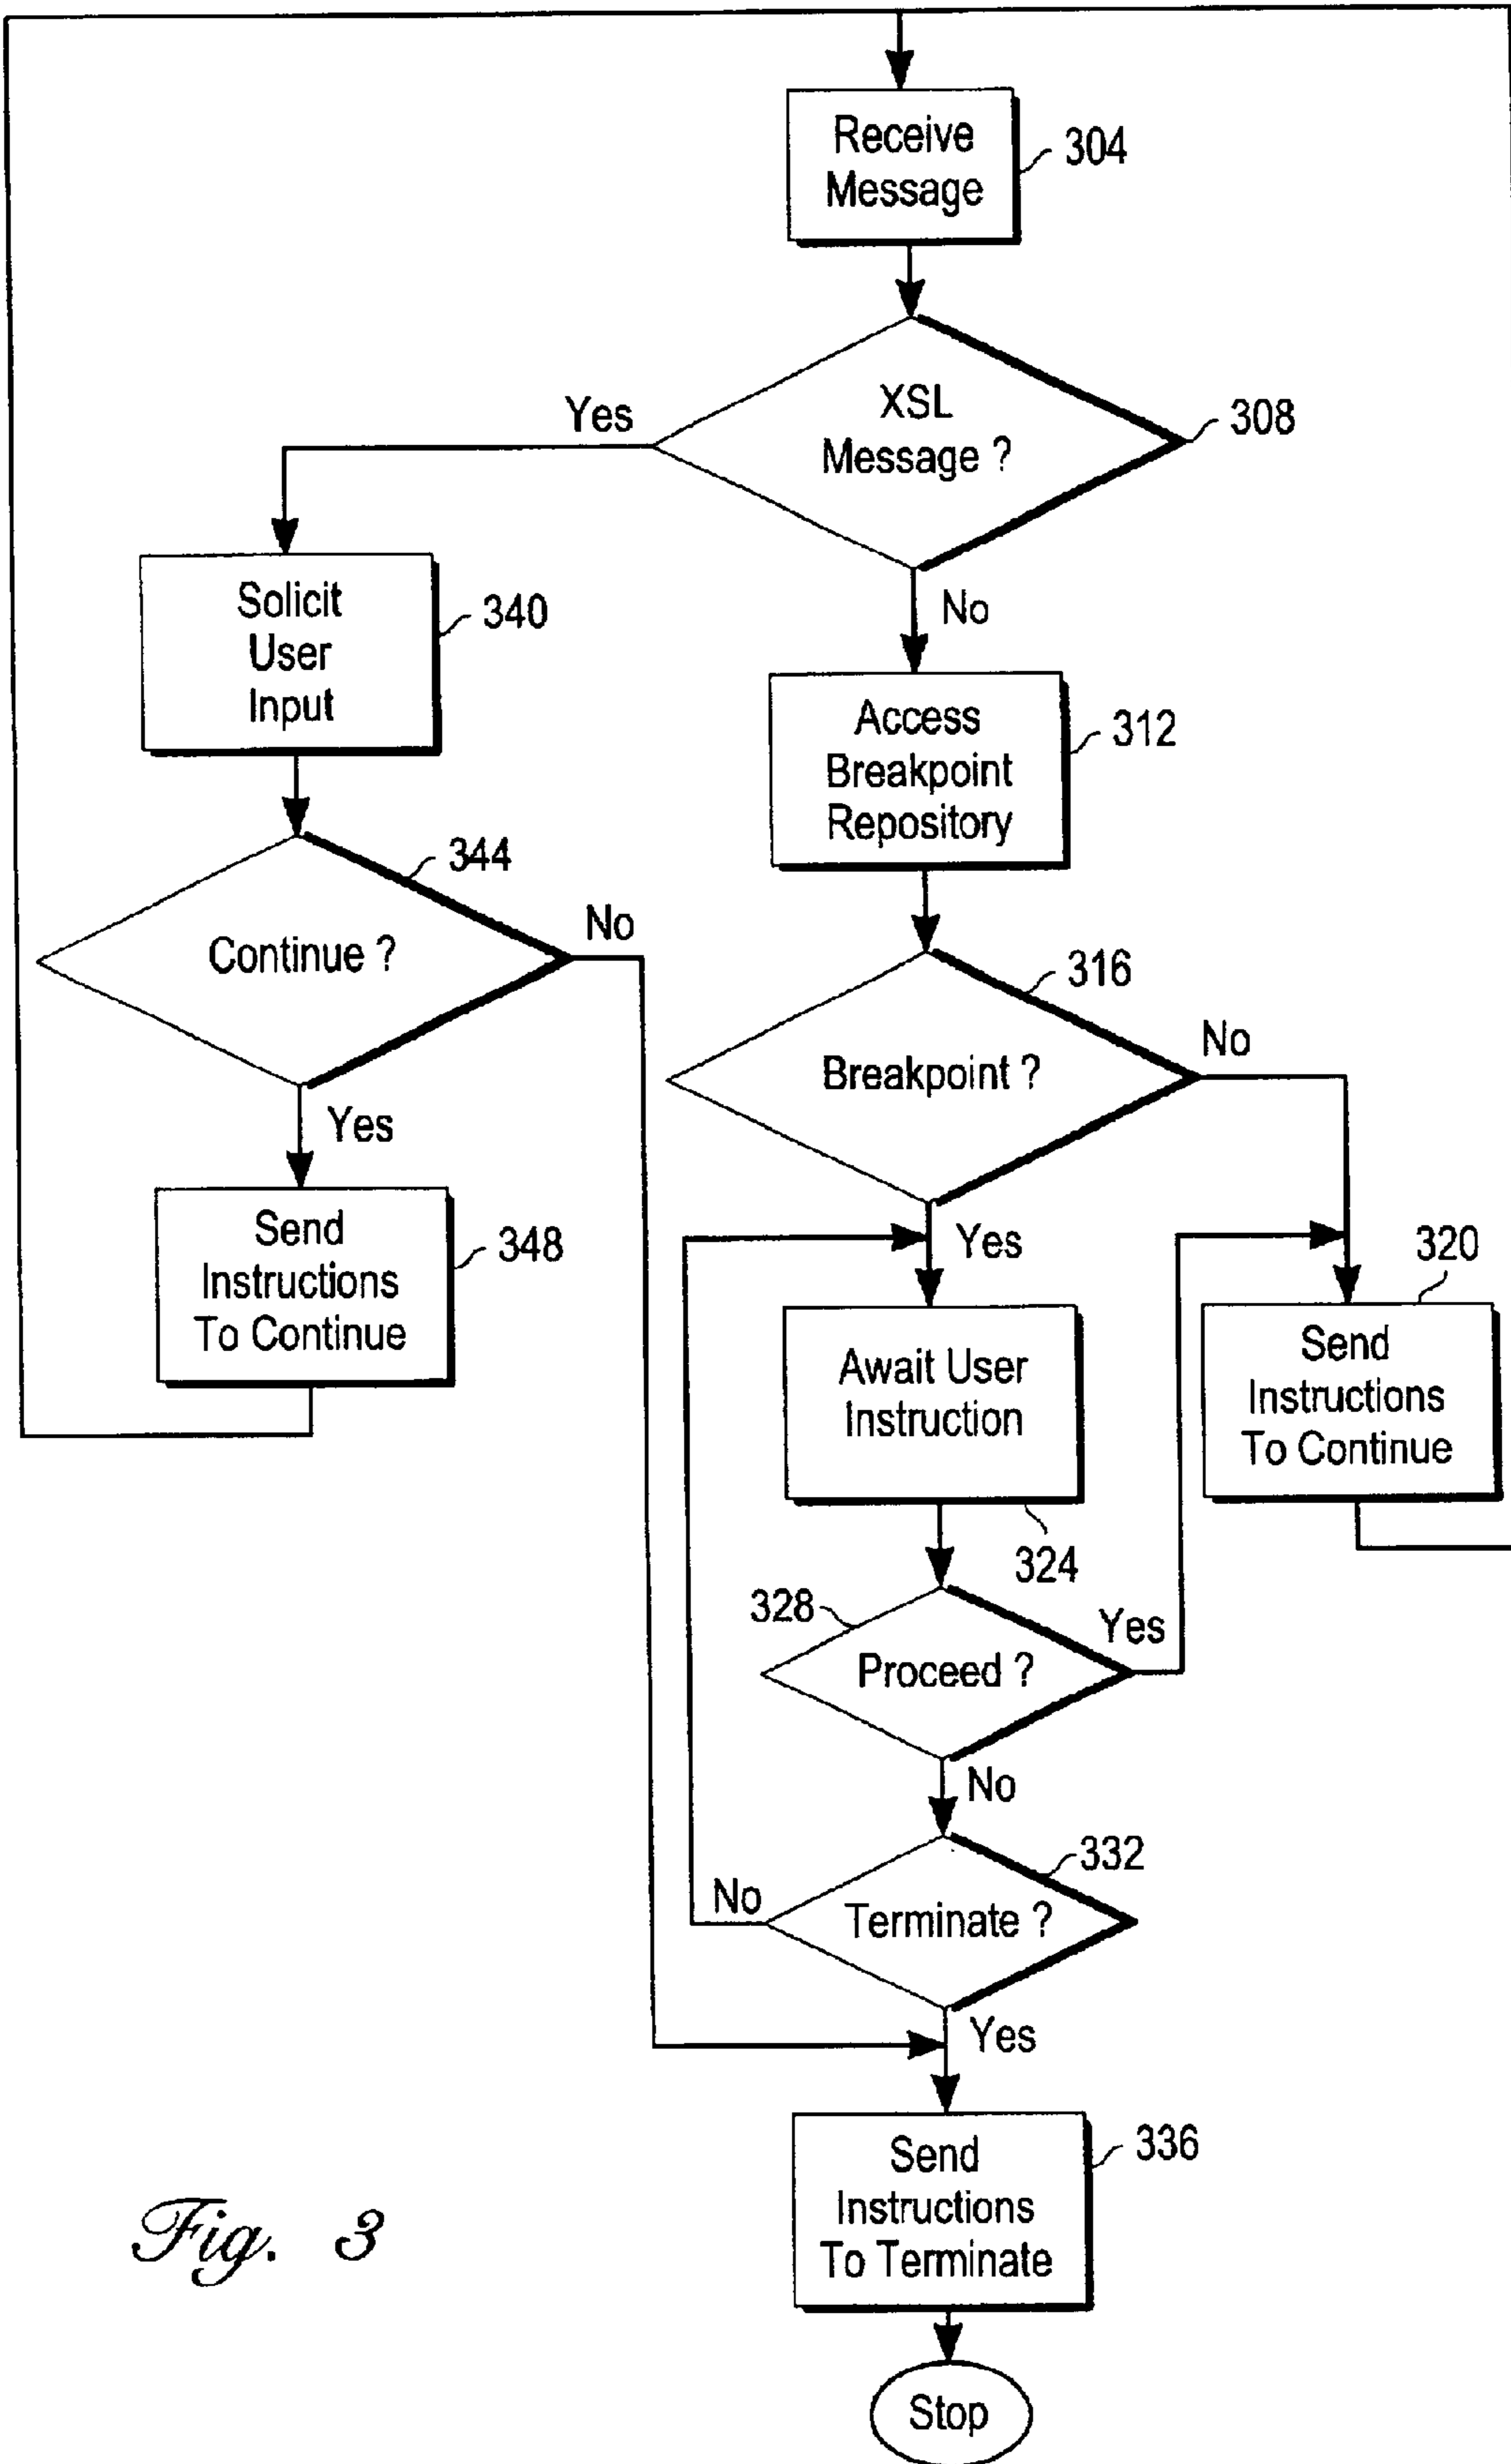 Receive
Message
304
XSL
Message ?
308
Yes
No
Solicit
User
Input
340
Access
Breakpoint
Repository
312
344
Continue ?
No
316
Breakpoint ?
No
Yes
Yes
Send
Instructions
To Continue
348
320
Await User
Instruction
324
Send
Instructions
To Continue
328
Proceed ?
Yes
No
332
Terminate ?
No
Yes
Send
Instructions
To Terminate
336
Fig. 3
Stop